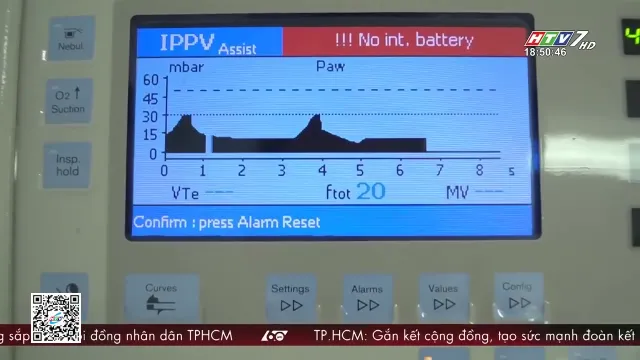 Nebul.
IPPV Assist
!!! No int. battery
HTV7 HD
18:50:46
mbar
Paw
60
45
30
15
0
O2 ↑
Suction
Insp.
hold
0 1 2 3 4 5 6 7 8 s
VTe ---
ftot 20
MV ---
Confirm : press Alarm Reset
Curves
Settings
Alarms
Values
Config
đồng nhân dân TPHCM
TP.HCM: Gắn kết cộng đồng, tạo sức mạnh đoàn kết